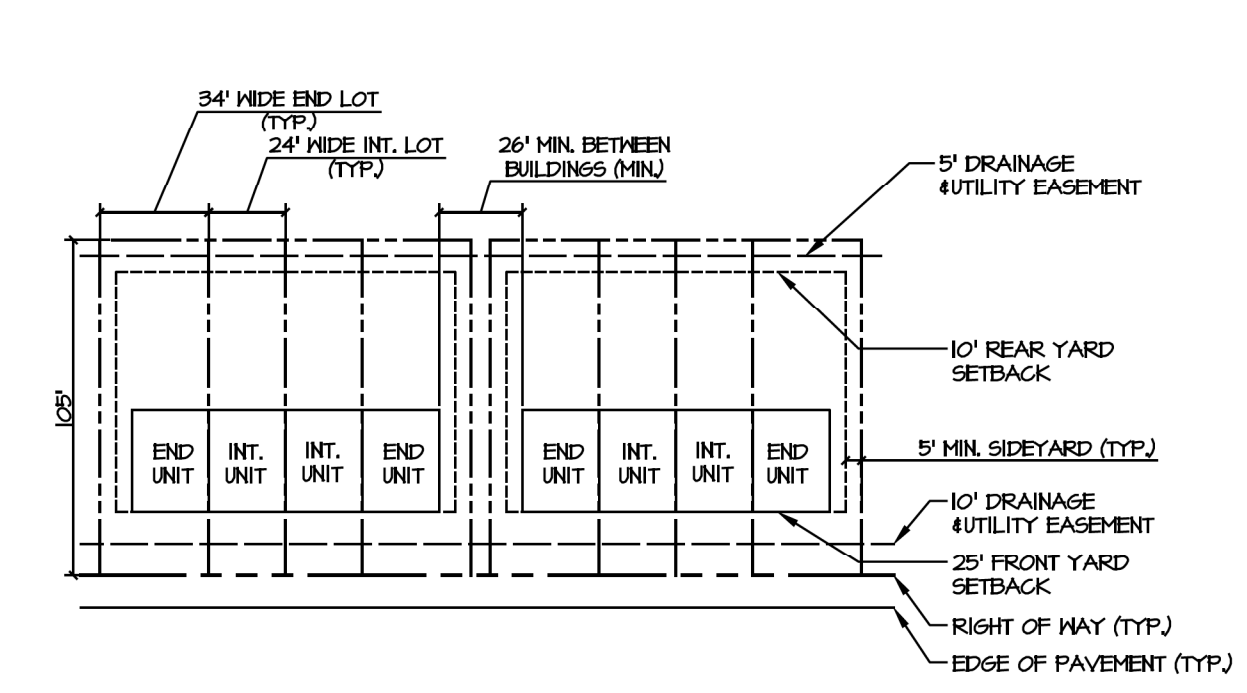 34' WIDE END LOT
(TYP.)
24' WIDE INT. LOT
(TYP.)
26' MIN. BETWEEN
BUILDINGS (MIN.)
5' DRAINAGE
&UTILITY EASEMENT
10' REAR YARD
SETBACK
105'
END
UNIT
INT.
UNIT
INT.
UNIT
END
UNIT
END
UNIT
INT.
UNIT
INT.
UNIT
END
UNIT
5' MIN. SIDEYARD (TYP.)
10' DRAINAGE
&UTILITY EASEMENT
25' FRONT YARD
SETBACK
RIGHT OF WAY (TYP.)
EDGE OF PAVEMENT (TYP.)